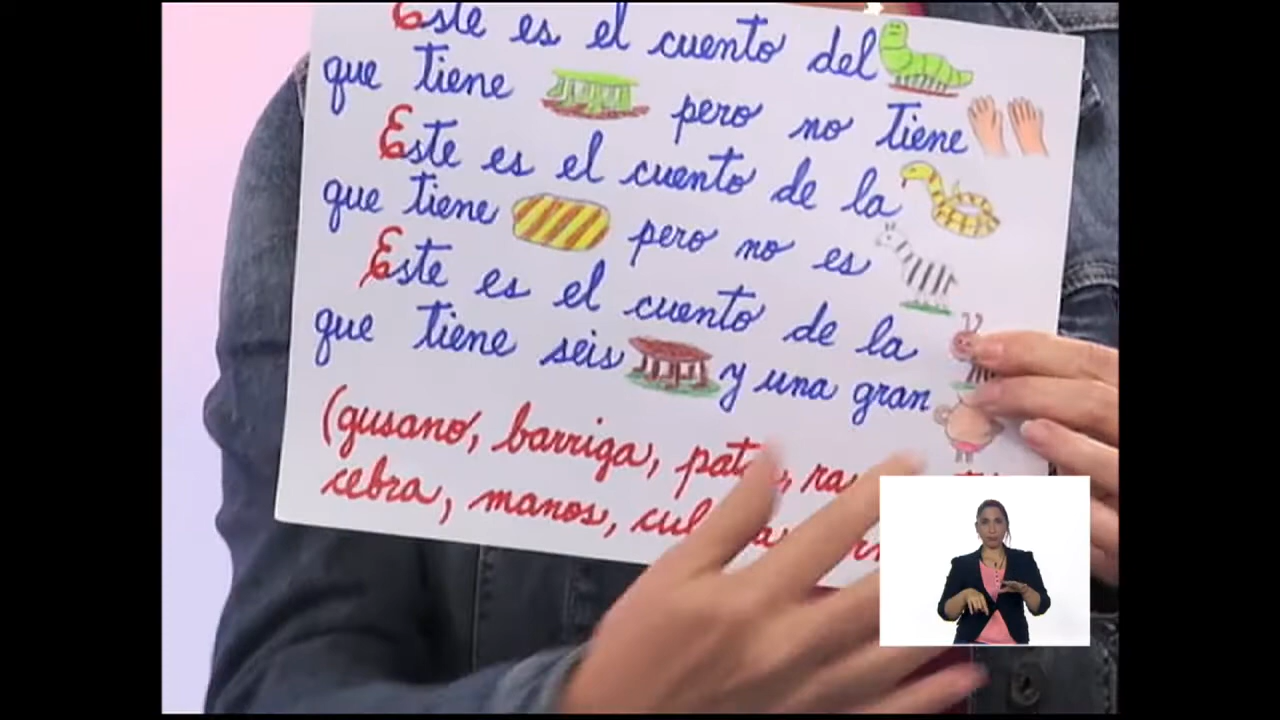 Este es el cuento del
que tiene pero no tiene
Este es el cuento de la
que tiene pero no es
Este es el cuento de la
que tiene seis y una gran
(gusano, barriga, patas,
cebra, manos,